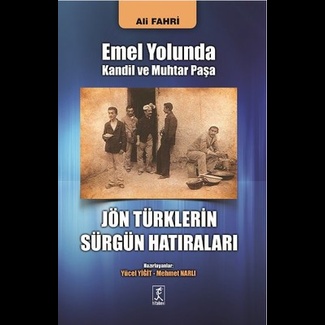 Ali FAHRİ
Emel Yolunda
Kandil ve Muhtar Paşa
JÖN TÜRKLERİN
SÜRGÜN HATIRALARI
Hazırlayanlar:
Yücel YİĞİT - Mehmet NARLI